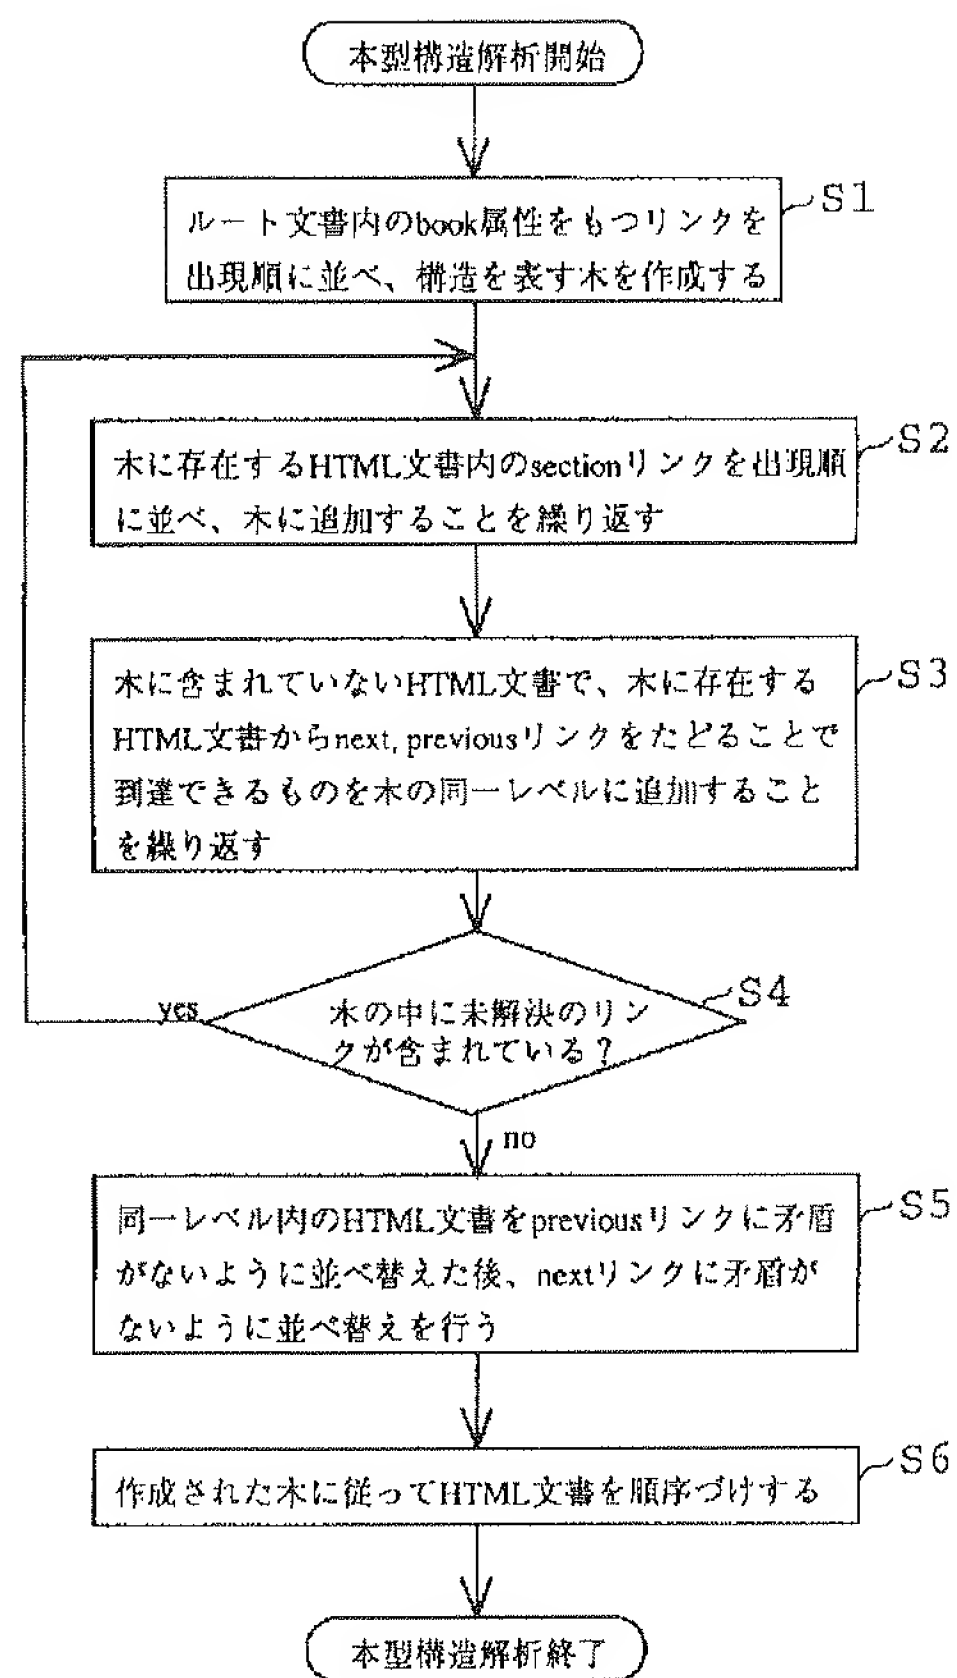 本型構造解析開始
S1
ルート文書内のbook属性をもつリンクを
出現順に並べ、構造を表す木を作成する
S2
木に存在するHTML文書内のsectionリンクを出現順
に並べ、木に追加することを繰り返す
S3
木に含まれていないHTML文書で、木に存在する
HTML文書からnext, previousリンクをたどることで
到達できるものを木の同一レベルに追加すること
を繰り返す
S4
yes
木の中に未解決のリン
クが含まれている？
no
S5
同一レベル内のHTML文書をpreviousリンクに矛盾
がないように並べ替えた後、nextリンクに矛盾が
ないように並べ替えを行う
S6
作成された木に従ってHTML文書を順序づけする
本型構造解析終了